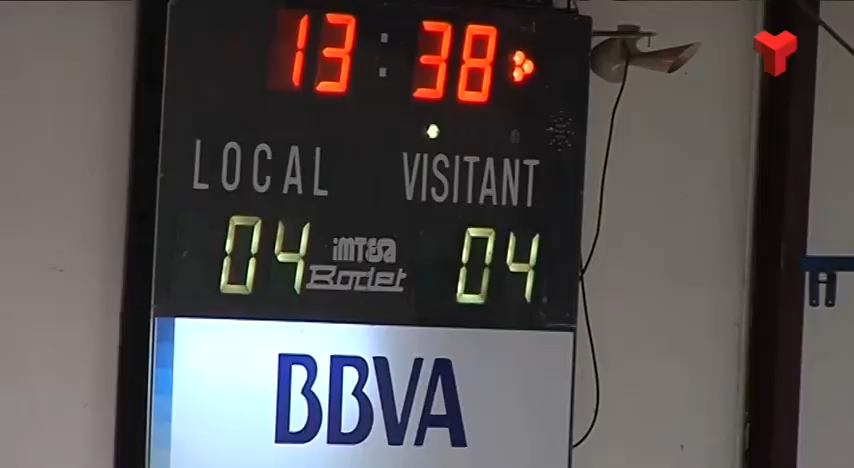 13:38
LOCAL VISITANT
04 iMTESA 04
Bodet
BBVA